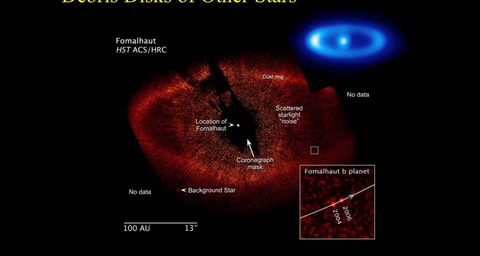 Debris Disks of Other Stars
Fomalhaut
HST ACS/HRC
Dust ring
No data
Scattered
starlight
"noise"
Location of
Fomalhaut
Coronagraph
mask
Fomalhaut b planet
No data
Background Star
2006
2004
100 AU
13"